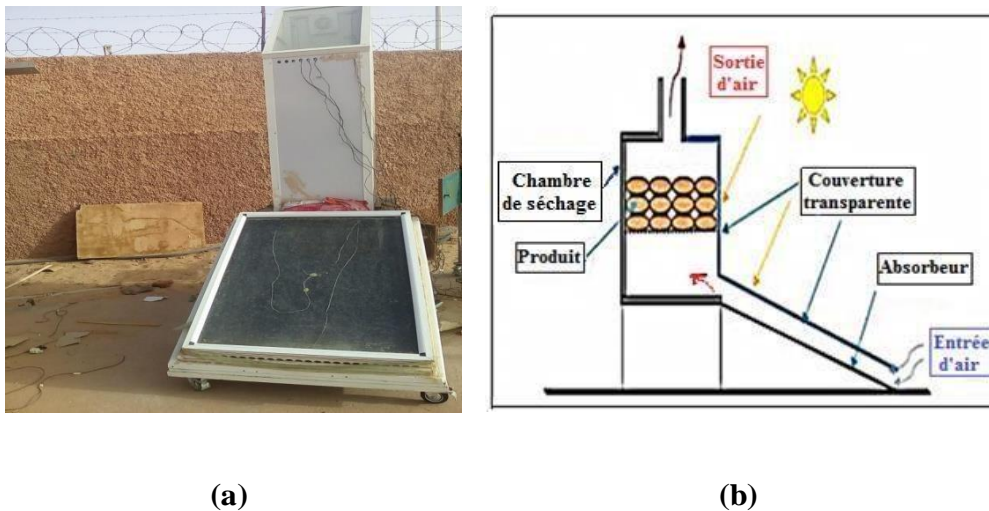 Sortie
d'air
Chambre
de séchage
Couverture
transparente
Produit
Absorbeur
Entrée
d'air
(a)
(b)